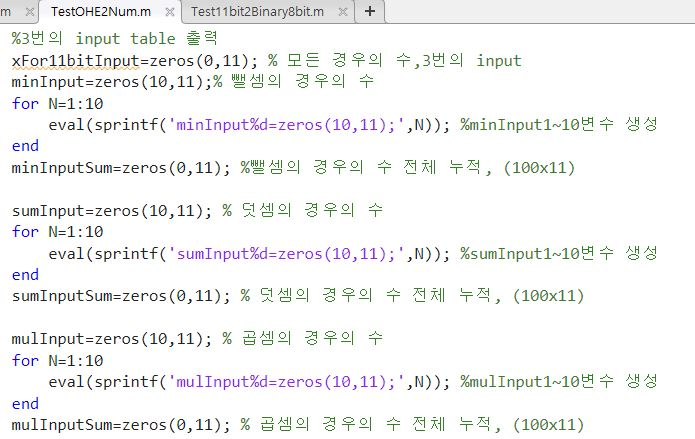 m × TestOHE2Num.m × Test11bit2Binary8bit.m × +
%3번의 input table 출력
xFor11bitInput=zeros(0,11); % 모든 경우의 수,3번의 input
minInput=zeros(10,11);% 뺄셈의 경우의 수
for N=1:10
    eval(sprintf('minInput%d=zeros(10,11);',N)); %minInput1~10변수 생성
end
minInputSum=zeros(0,11); %뺄셈의 경우의 수 전체 누적, (100x11)
sumInput=zeros(10,11); % 덧셈의 경우의 수
for N=1:10
    eval(sprintf('sumInput%d=zeros(10,11);',N)); %sumInput1~10변수 생성
end
sumInputSum=zeros(0,11); % 덧셈의 경우의 수 전체 누적, (100x11)
mulInput=zeros(10,11); % 곱셈의 경우의 수
for N=1:10
    eval(sprintf('mulInput%d=zeros(10,11);',N)); %mulInput1~10변수 생성
end
mulInputSum=zeros(0,11); % 곱셈의 경우의 수 전체 누적, (100x11)